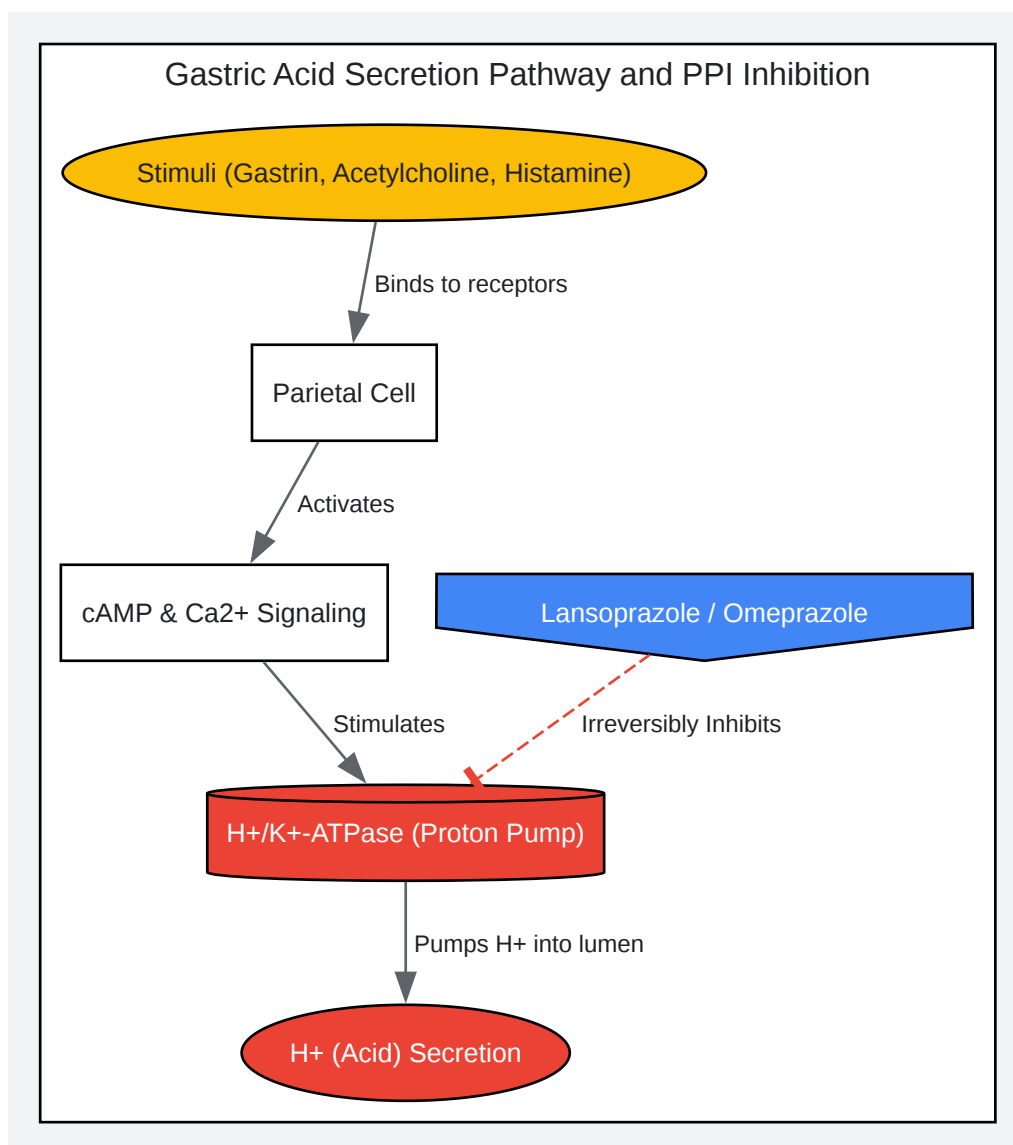 Gastric Acid Secretion Pathway and PPI Inhibition
Stimuli (Gastrin, Acetylcholine, Histamine)
Binds to receptors
Parietal Cell
Activates
cAMP & Ca2+ Signaling
Lansoprazole / Omeprazole
Stimulates
Irreversibly Inhibits
H+/K+-ATPase (Proton Pump)
Pumps H+ into lumen
H+ (Acid) Secretion